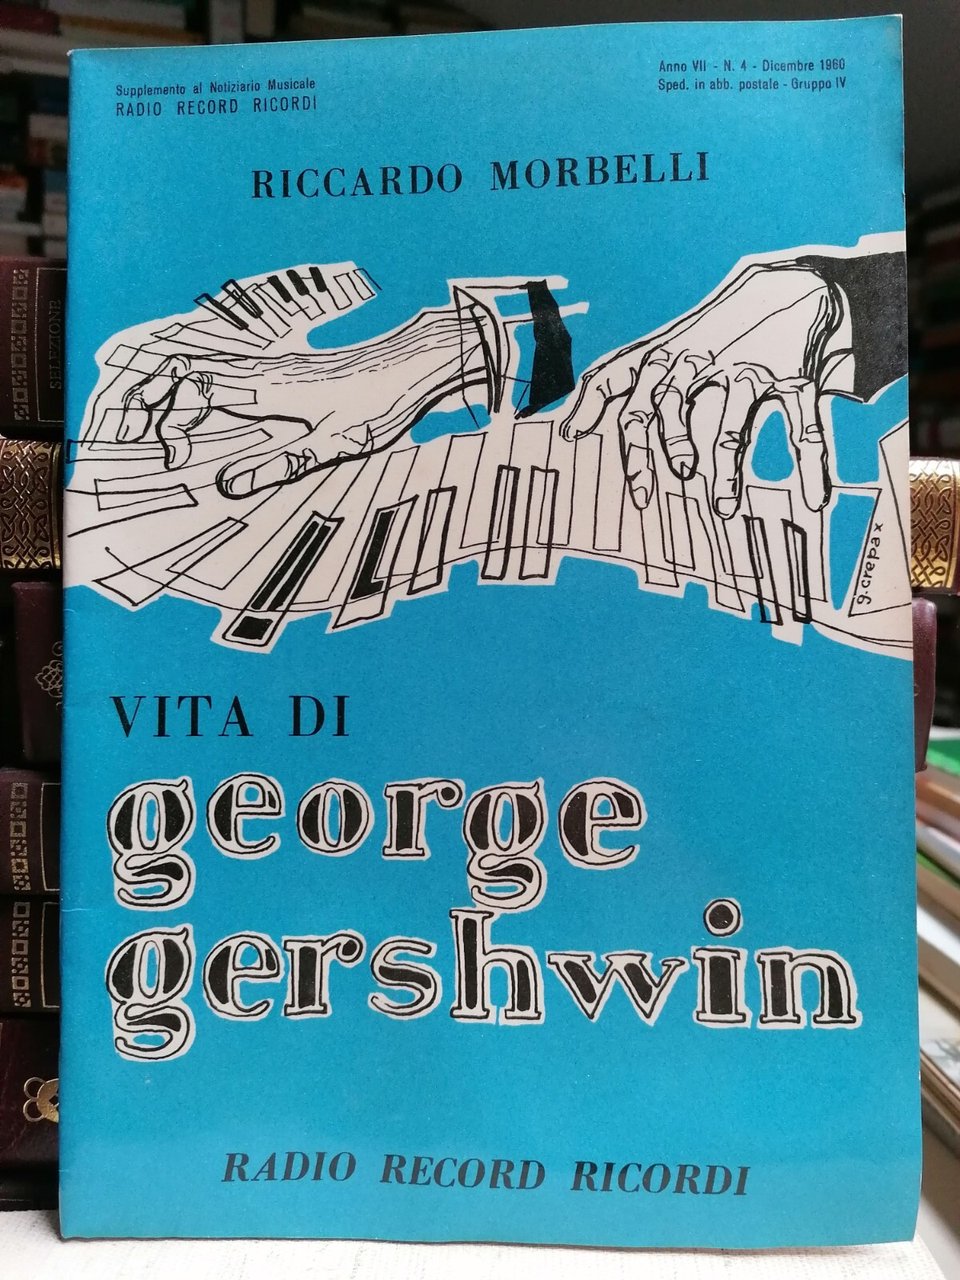 Supplemento al Notiziario Musicale
RADIO RECORD RICORDI
Anno VII - N. 4 - Dicembre 1960
Sped. in abb. postale - Gruppo IV
RICCARDO MORBELLI
g. crepax
VITA DI
george
gershwin
RADIO RECORD RICORDI
SELEZIONE